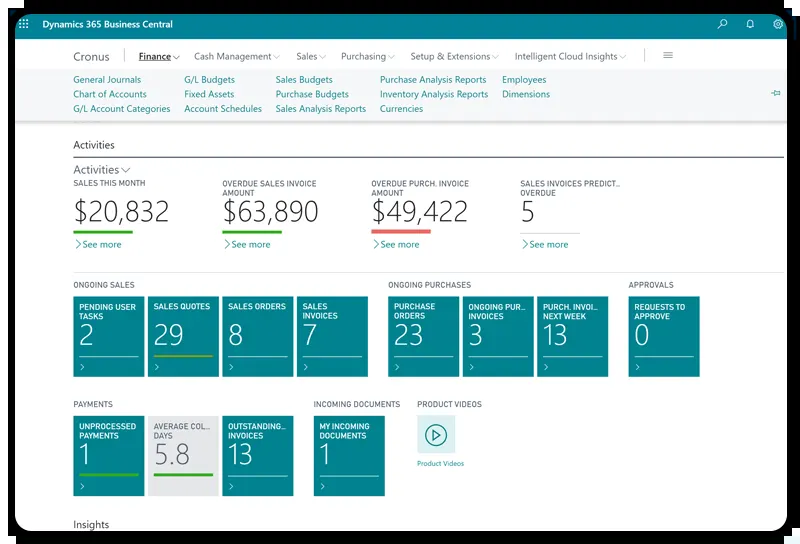 Dynamics 365 Business Central
Cronus Finance Cash Management Sales Purchasing Setup & Extensions Intelligent Cloud Insights
General Journals G/L Budgets Sales Budgets Purchase Analysis Reports Employees
Chart of Accounts Fixed Assets Purchase Budgets Inventory Analysis Reports Dimensions
G/L Account Categories Account Schedules Sales Analysis Reports Currencies
Activities
Activities
SALES THIS MONTH
$20,832
See more
OVERDUE SALES INVOICE
AMOUNT
$63,890
See more
OVERDUE PURCH. INVOICE
AMOUNT
$49,422
See more
SALES INVOICES PREDICT...
OVERDUE
5
See more
ONGOING SALES
PENDING USER
TASKS
2
SALES QUOTES
29
SALES ORDERS
8
SALES
INVOICES
7
ONGOING PURCHASES
PURCHASE
ORDERS
23
ONGOING PUR...
INVOICES
3
PURCH. INVOI...
NEXT WEEK
13
APPROVALS
REQUESTS TO
APPROVE
0
PAYMENTS
UNPROCESSED
PAYMENTS
1
AVERAGE COL...
DAYS
5.8
OUTSTANDING...
INVOICES
13
INCOMING DOCUMENTS
MY INCOMING
DOCUMENTS
1
PRODUCT VIDEOS
Product Videos
Insights